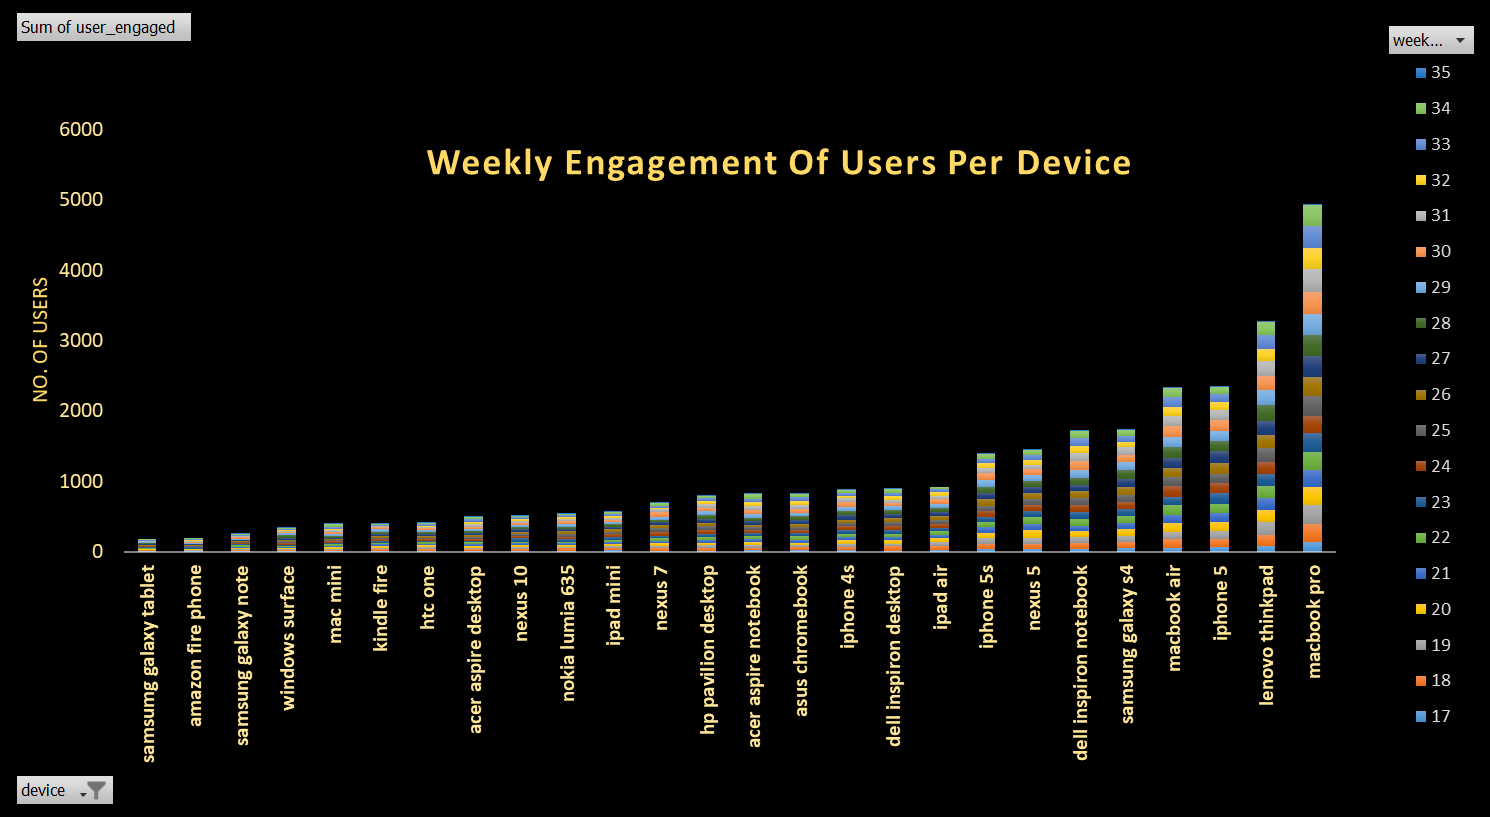 Sum of user_engaged
week...
Weekly Engagement Of Users Per Device
NO. OF USERS
6000
5000
4000
3000
2000
1000
0
samsumg galaxy tablet
amazon fire phone
samsung galaxy note
windows surface
mac mini
kindle fire
htc one
acer aspire desktop
nexus 10
nokia lumia 635
ipad mini
nexus 7
hp pavilion desktop
acer aspire notebook
asus chromebook
iphone 4s
dell inspiron desktop
ipad air
iphone 5s
nexus 5
dell inspiron notebook
samsung galaxy s4
macbook air
iphone 5
lenovo thinkpad
macbook pro
35
34
33
32
31
30
29
28
27
26
25
24
23
22
21
20
19
18
17
device